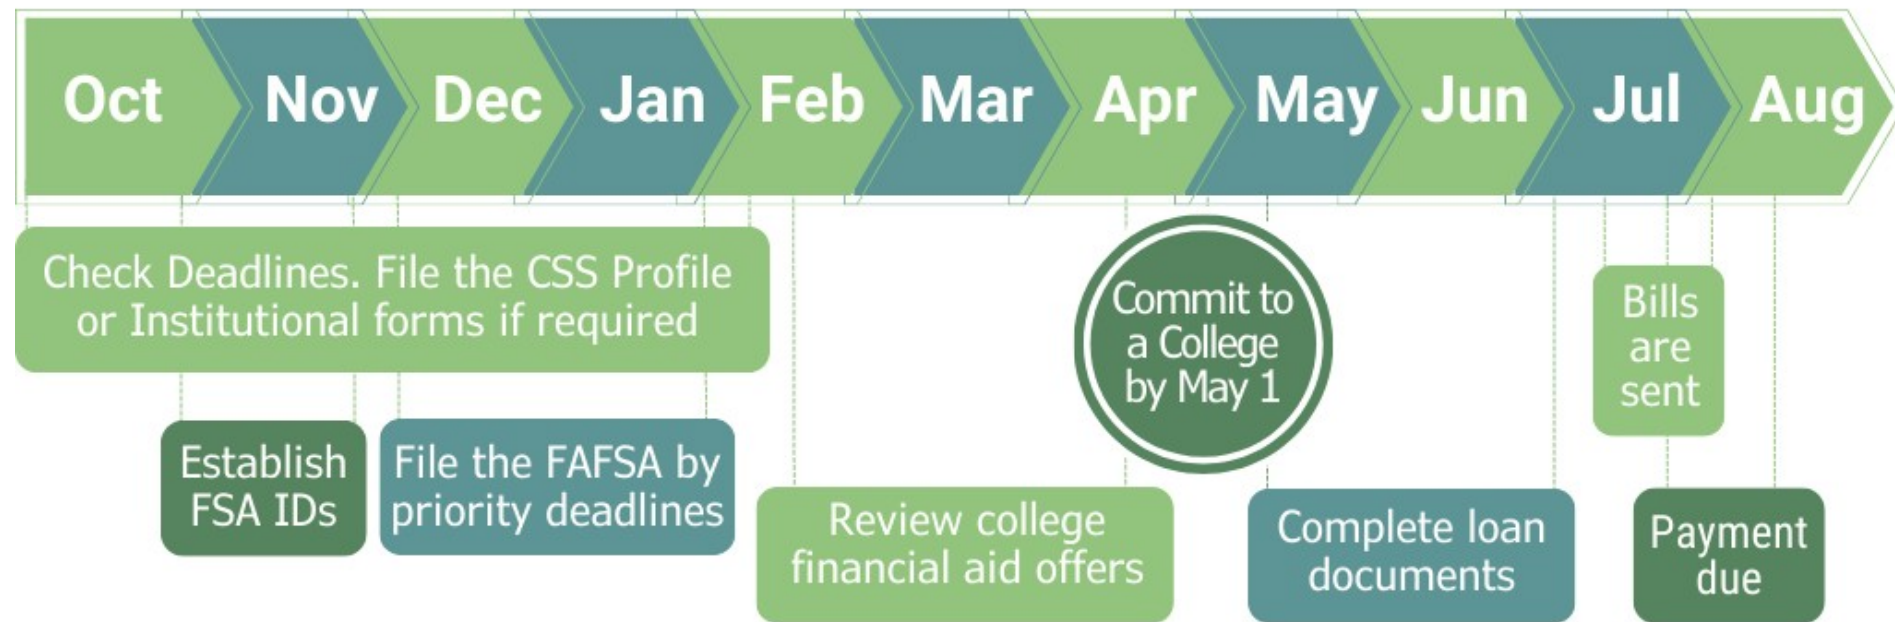 Oct Nov Dec Jan Feb Mar Apr May Jun Jul Aug
Check Deadlines. File the CSS Profile
or Institutional forms if required
Establish
FSA IDs
File the FAFSA by
priority deadlines
Review college
financial aid offers
Commit to
a College
by May 1
Complete loan
documents
Bills
are
sent
Payment
due